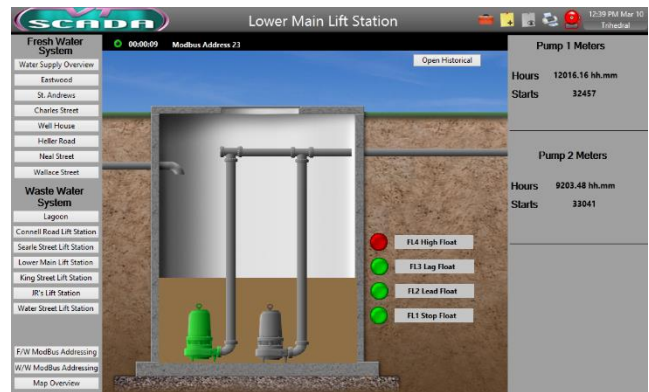 SCADA
Lower Main Lift Station
12:39 PM Mar 10
Trihedral
Fresh Water
System
Water Supply Overview
Eastwood
St. Andrews
Charles Street
Well House
Heller Road
Neal Street
Wallace Street
Waste Water
System
Lagoon
Connell Road Lift Station
Searle Street Lift Station
Lower Main Lift Station
King Street Lift Station
JR's Lift Station
Water Street Lift Station
F/W ModBus Addressing
W/W ModBus Addressing
Map Overview
00:00:09 Modbus Address 23
Open Historical
FL4 High Float
FL3 Lag Float
FL2 Lead Float
FL1 Stop Float
Pump 1 Meters
Hours 12016.16 hh.mm
Starts 32457
Pump 2 Meters
Hours 9203.48 hh.mm
Starts 33041